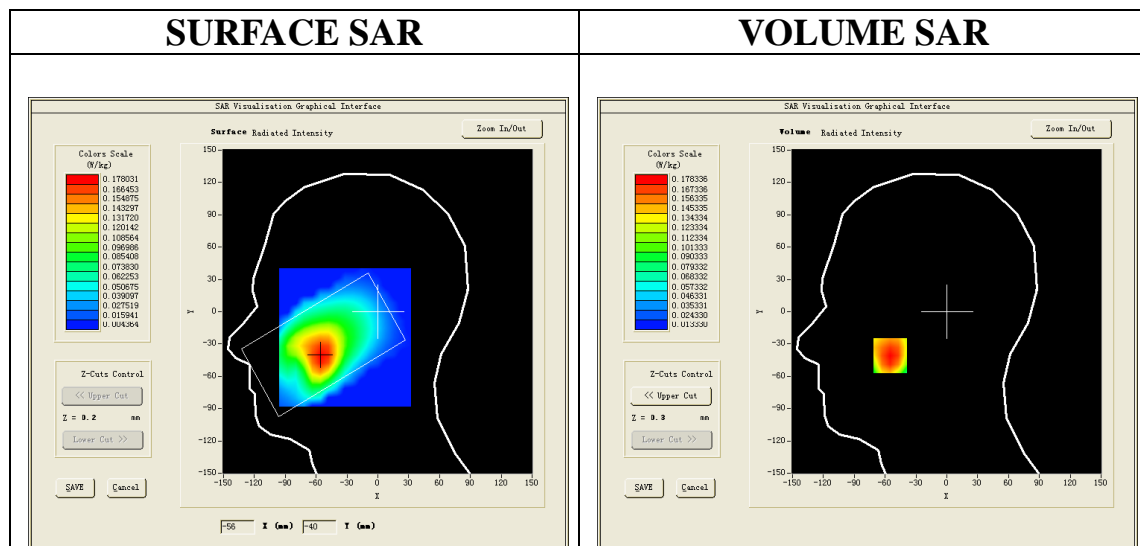 SURFACE SAR
SAR Visualisation Graphical Interface
Surface Radiated Intensity
Zoom In/Out
Colors Scale
(W/kg)
0.178031
0.166453
0.154875
0.143297
0.131720
0.120142
0.108564
0.096986
0.085408
0.073830
0.062253
0.050675
0.039097
0.027519
0.015941
0.004364
Z-Cuts Control
<< Upper Cut
Z = 0.2 mm
Lower Cut >>
SAVE Cancel
150
120
90
60
30
Y 0
-30
-60
-90
-120
-150
-150 -120 -90 -60 -30 0 30 60 90 120 150
X
-56 X (mm) -40 Y (mm)
VOLUME SAR
SAR Visualisation Graphical Interface
Volume Radiated Intensity
Zoom In/Out
Colors Scale
(W/kg)
0.178336
0.167336
0.156335
0.145335
0.134334
0.123334
0.112334
0.101333
0.090333
0.079332
0.068332
0.057332
0.046331
0.035331
0.024330
0.013330
Z-Cuts Control
<< Upper Cut
Z = 0.3 mm
Lower Cut >>
SAVE Cancel
150
120
90
60
30
Y 0
-30
-60
-90
-120
-150
-150 -120 -90 -60 -30 0 30 60 90 120 150
X